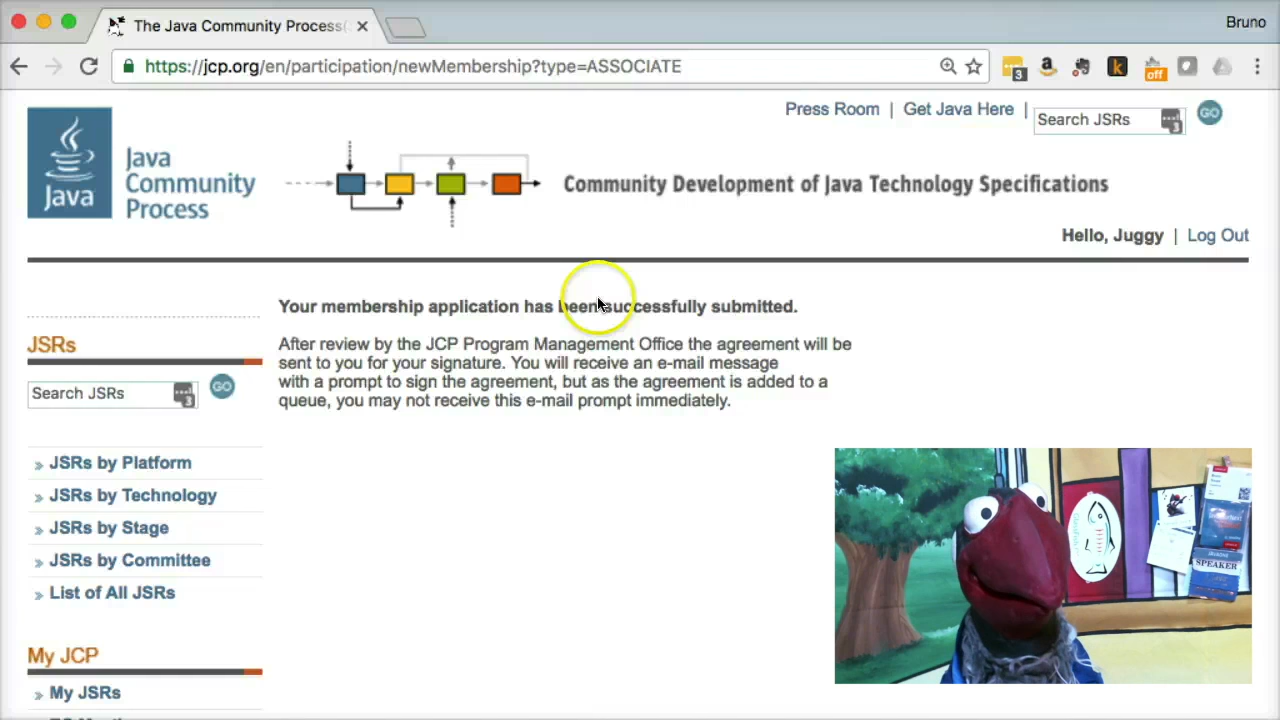 The Java Community Process(
Bruno
https://jcp.org/en/participation/newMembership?type=ASSOCIATE
3
off
Press Room | Get Java Here |
Search JSRs
3
GO
Java
Java
Community
Process
Community Development of Java Technology Specifications
Hello, Juggy | Log Out
Your membership application has been successfully submitted.
After review by the JCP Program Management Office the agreement will be
sent to you for your signature. You will receive an e-mail message
with a prompt to sign the agreement, but as the agreement is added to a
queue, you may not receive this e-mail prompt immediately.
JSRs
Search JSRs
3
GO
» JSRs by Platform
» JSRs by Technology
» JSRs by Stage
» JSRs by Committee
» List of All JSRs
My JCP
» My JSRs
k
SPEAKER